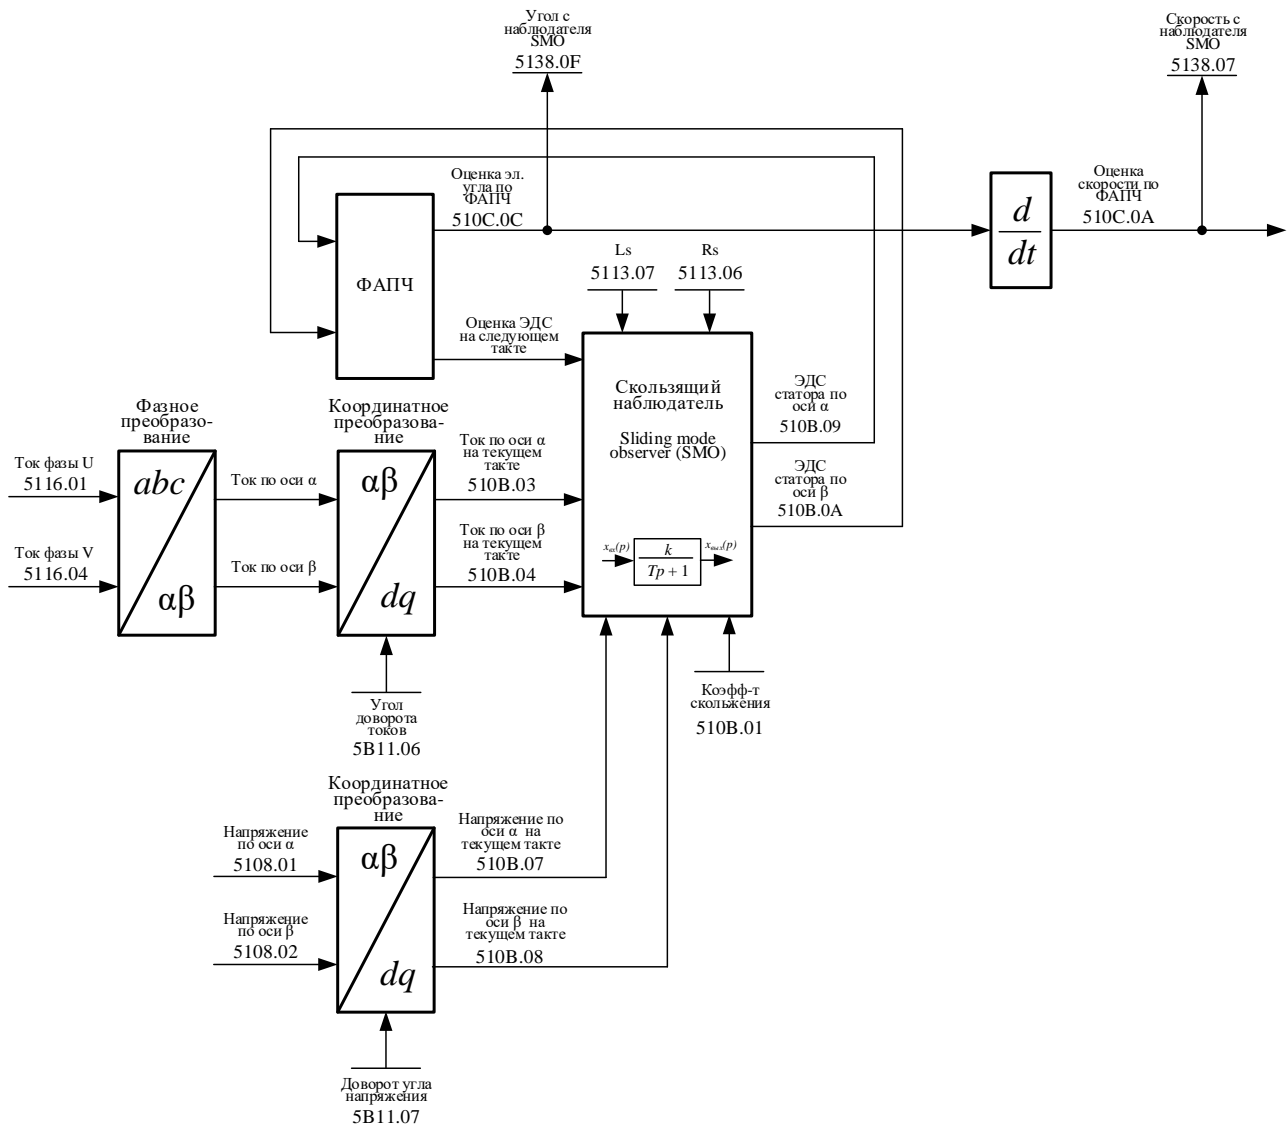 Угол с
наблюдателя
SMO
5138.0F
Скорость с
наблюдателя
SMO
5138.07
Оценка эл.
угла по
ФАПЧ
510C.0C
Оценка
скорости по
ФАПЧ
510C.0A
d
dt
ФАПЧ
Ls
5113.07
Rs
5113.06
Оценка ЭДС
на следующем
такте
Скользящий
наблюдатель
Sliding mode
observer (SMO)
xвх(p)
k
Tp + 1
xвых(p)
ЭДС
статора по
оси α
510B.09
ЭДС
статора по
оси β
510B.0A
Фазное
преобразо-
вание
Координатное
преобразова-
ние
Ток фазы U
5116.01
Ток фазы V
5116.04
abc
αβ
Ток по оси α
Ток по оси β
αβ
dq
Ток по оси α
на текущем
такте
510B.03
Ток по оси β
на текущем
такте
510B.04
Угол
доворота
токов
5B11.06
Коэфф-т
скольжения
510B.01
Координатное
преобразова-
ние
Напряжение
по оси α
5108.01
Напряжение
по оси β
5108.02
αβ
dq
Напряжение по
оси α на
текущем такте
510B.07
Напряжение по
оси β на
текущем такте
510B.08
Доворот угла
напряжения
5B11.07